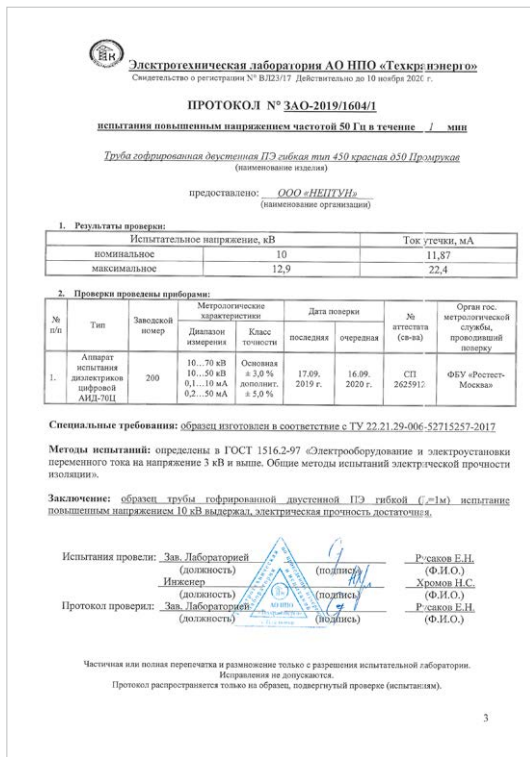 Электротехническая лаборатория АО НПО «Техкранэнерго»
Свидетельство о регистрации № ВЛ23/17 Действительно до 10 ноября 2020 г.
ПРОТОКОЛ № ЗАО-2019/1604/1
испытания повышенным напряжением частотой 50 Гц в течение 1 мин
Труба гофрированная двустенная ПЭ гибкая тип 450 красная д50 Промрукав
(наименование изделия)
предоставлено: ООО «НЕПТУН»
(наименование организации)
1. Результаты проверки:
Испытательное напряжение, кВ Ток утечки, мА
номинальное 10 11,87
максимальное 12,9 22,4
2. Проверки проведены приборами:
№ п/п Тип Заводской номер Метрологические характеристики Дата поверки № аттестата (св-ва) Орган гос. метрологической службы, проводивший поверку
Диапазон измерения Класс точности последняя очередная
1. Аппарат испытания диэлектриков цифровой АИД-70Ц 200 10…70 кВ 10…50 кВ 0,1…10 мА 0,2…50 мА Основная ± 3,0 % дополнит. ± 5,0 % 17.09. 2019 г. 16.09. 2020 г. СП 2625912 ФБУ «Ростест-Москва»
Специальные требования: образец изготовлен в соответствие с ТУ 22.21.29-006-52715257-2017
Методы испытаний: определены в ГОСТ 1516.2-97 «Электрооборудование и электроустановки
переменного тока на напряжение 3 кВ и выше. Общие методы испытаний электрической прочности
изоляции».
Заключение: образец трубы гофрированной двустенной ПЭ гибкой испытание
повышенным напряжением 10 кВ выдержал, электрическая прочность достаточная.
Испытания провели: Зав. Лабораторией Русаков Е.Н.
(должность) (подпись) (Ф.И.О.)
Инженер Хромов Н.С.
(должность) (подпись) (Ф.И.О.)
Протокол проверил: Зав. Лабораторией Русаков Е.Н.
(должность) (подпись) (Ф.И.О.)
АО НПО
Частичная или полная перепечатка и размножение только с разрешения испытательной лаборатории.
Исправления не допускаются.
Протокол распространяется только на образец, подвергнутый проверке (испытаниям).
3